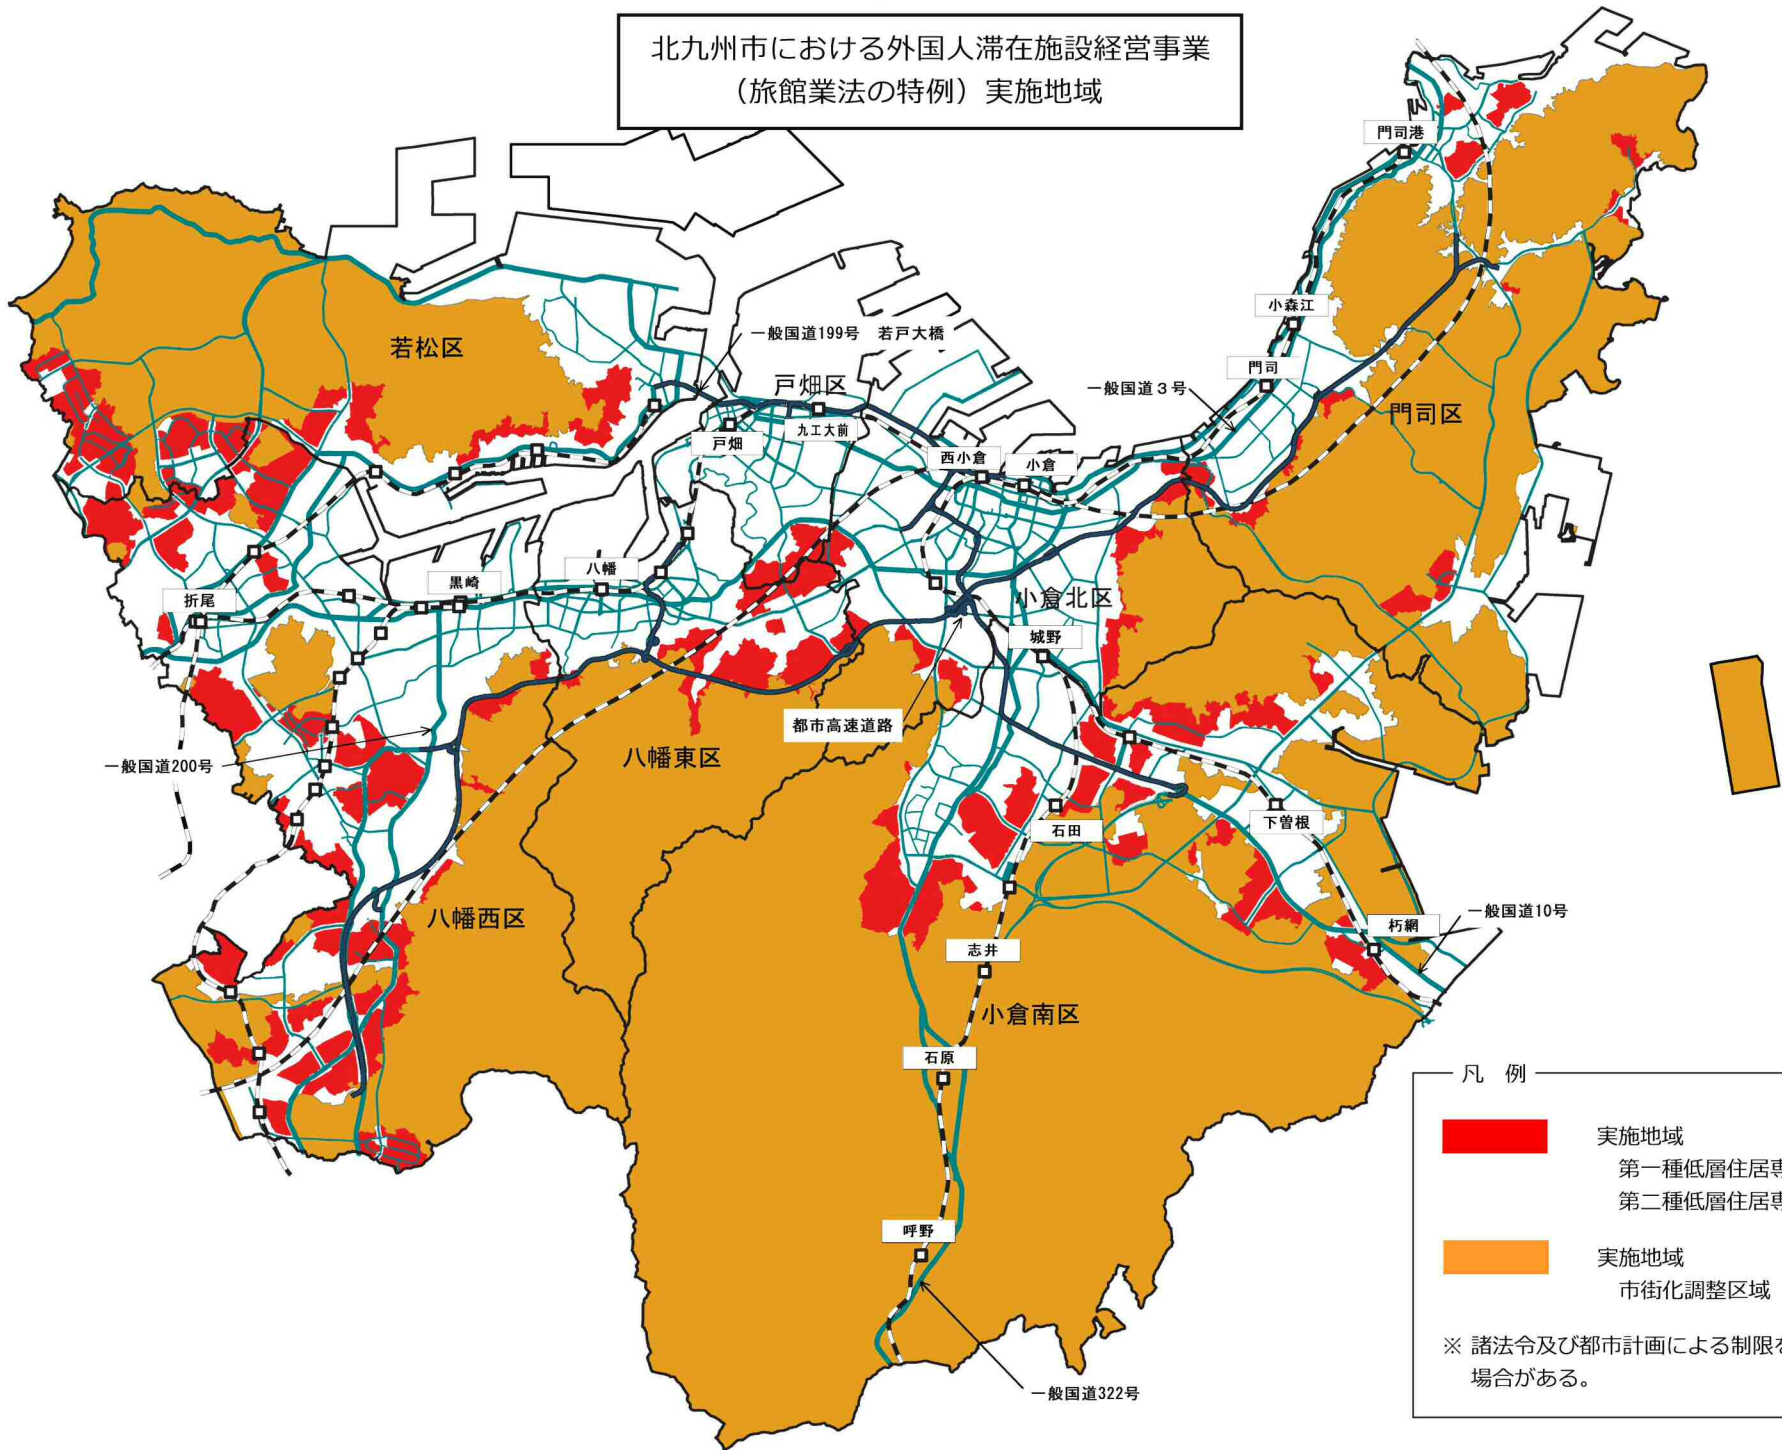 北九州市における外国人滞在施設経営事業
（旅館業法の特例）実施地域
門司港
小森江
門司
一般国道３号
門司区
若松区
一般国道199号　若戸大橋
戸畑区
戸畑
九工大前
西小倉
小倉
八幡
黒崎
折尾
小倉北区
城野
都市高速道路
八幡東区
一般国道200号
石田
下曽根
八幡西区
朽網
一般国道10号
志井
小倉南区
石原
呼野
一般国道322号
凡　例
実施地域
第一種低層住居専
第二種低層住居専
実施地域
市街化調整区域
※ 諸法令及び都市計画による制限を
場合がある。